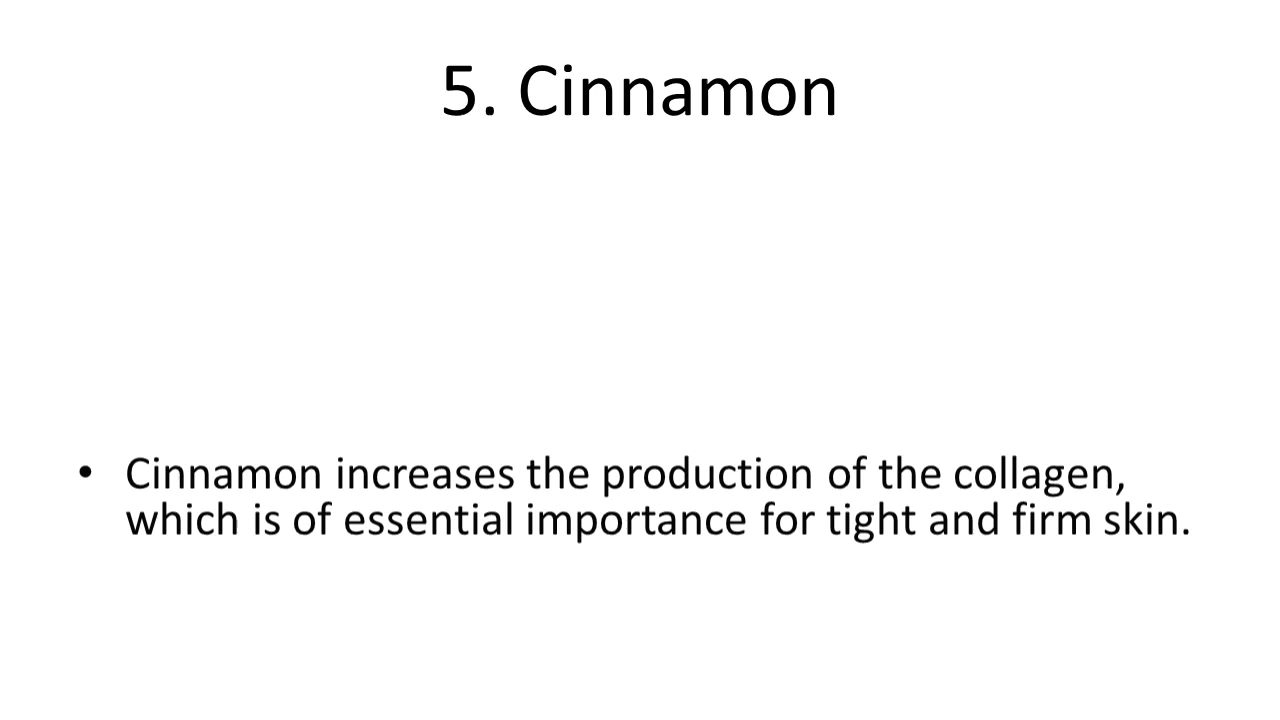 5. Cinnamon
• Cinnamon increases the production of the collagen,
which is of essential importance for tight and firm skin.